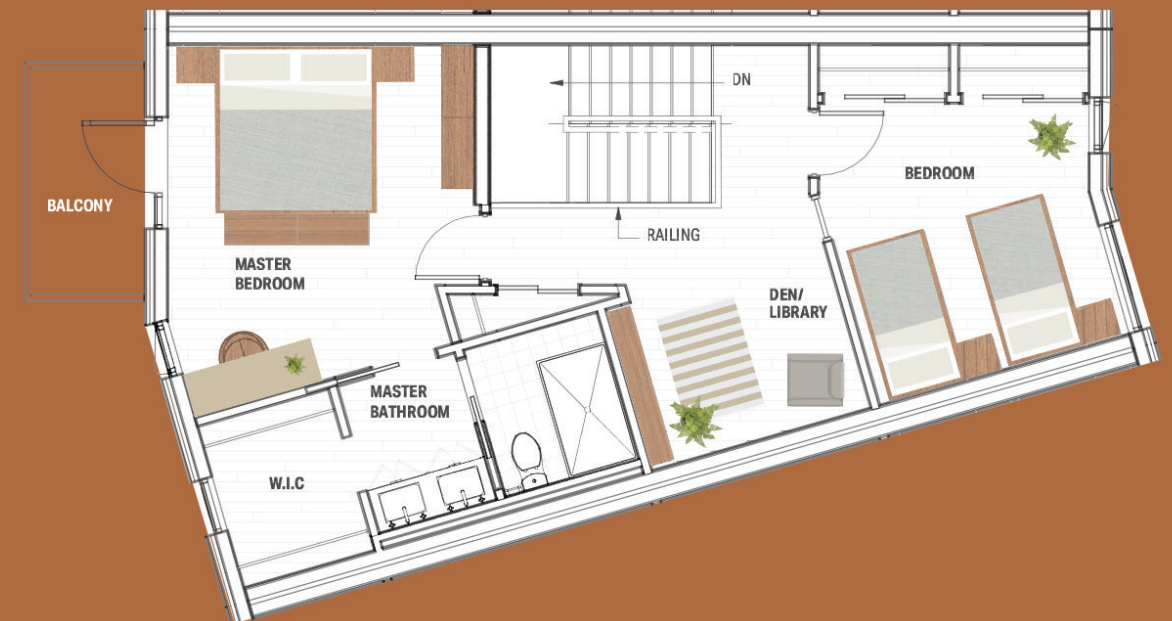 DN
BEDROOM
BALCONY
RAILING
MASTER
BEDROOM
DEN/
LIBRARY
MASTER
BATHROOM
W.I.C